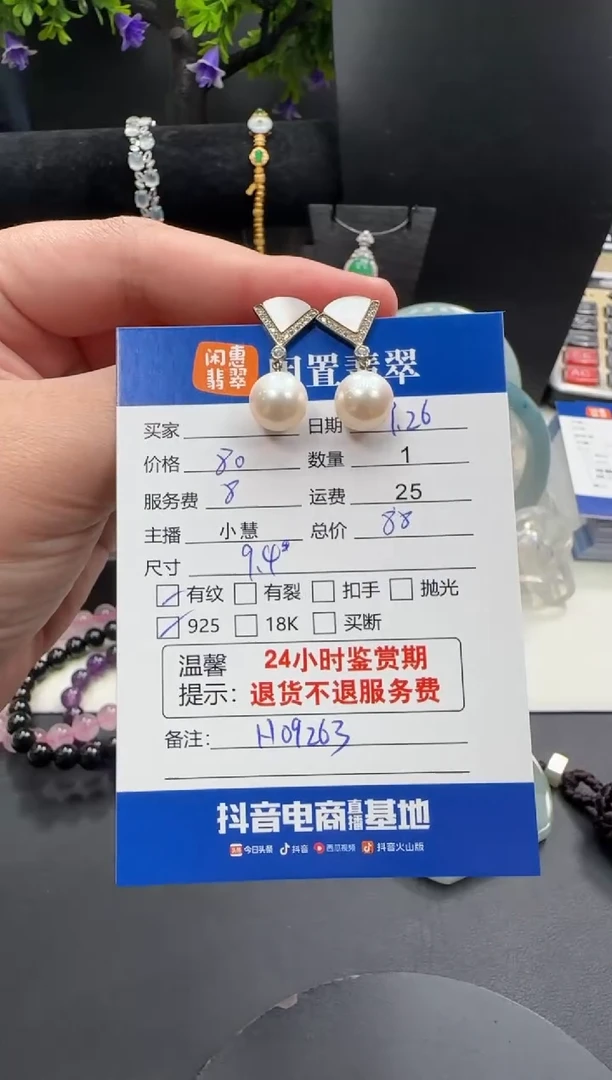 闲惠
翡翠
闲置翡翠
买家 日期 1.26
价格 80 数量 1
服务费 8 运费 25
主播 小慧 总价 88
尺寸 9.4*
有纹 有裂 扣手 抛光
925 18K 买断
温馨 24小时鉴赏期
提示: 退货不退服务费
备注: H09263
抖音电商直播基地
头条 今日头条 抖音 西瓜视频 抖音火山版
AC